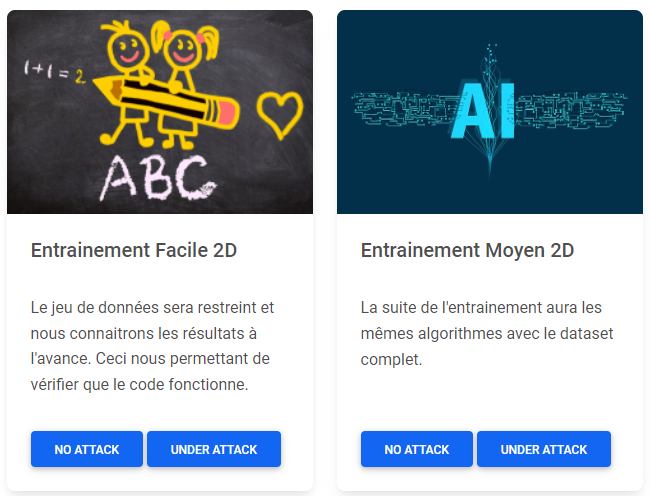 1+1=2
ABC
Entrainement Facile 2D
Le jeu de données sera restreint et
nous connaitrons les résultats à
l'avance. Ceci nous permettant de
vérifier que le code fonctionne.
NO ATTACK UNDER ATTACK
AI
Entrainement Moyen 2D
La suite de l'entrainement aura les
mêmes algorithmes avec le dataset
complet.
NO ATTACK UNDER ATTACK